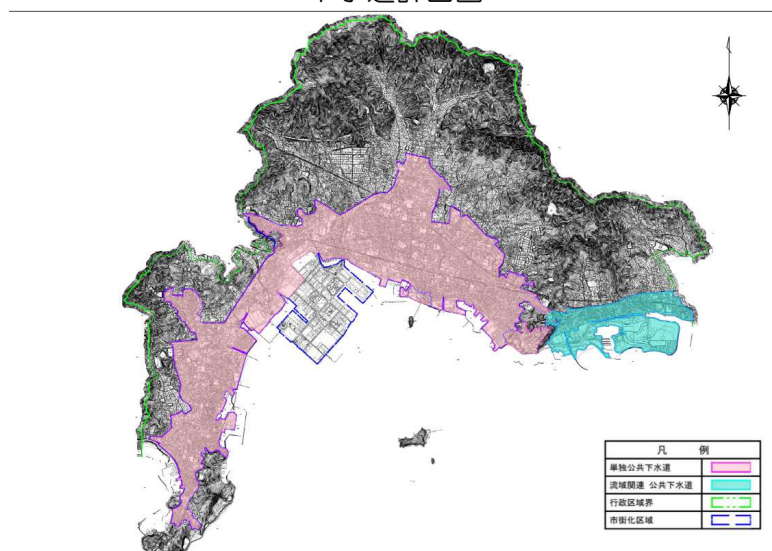 凡 例
単独公共下水道
流域関連 公共下水道
行政区域界
市街化区域